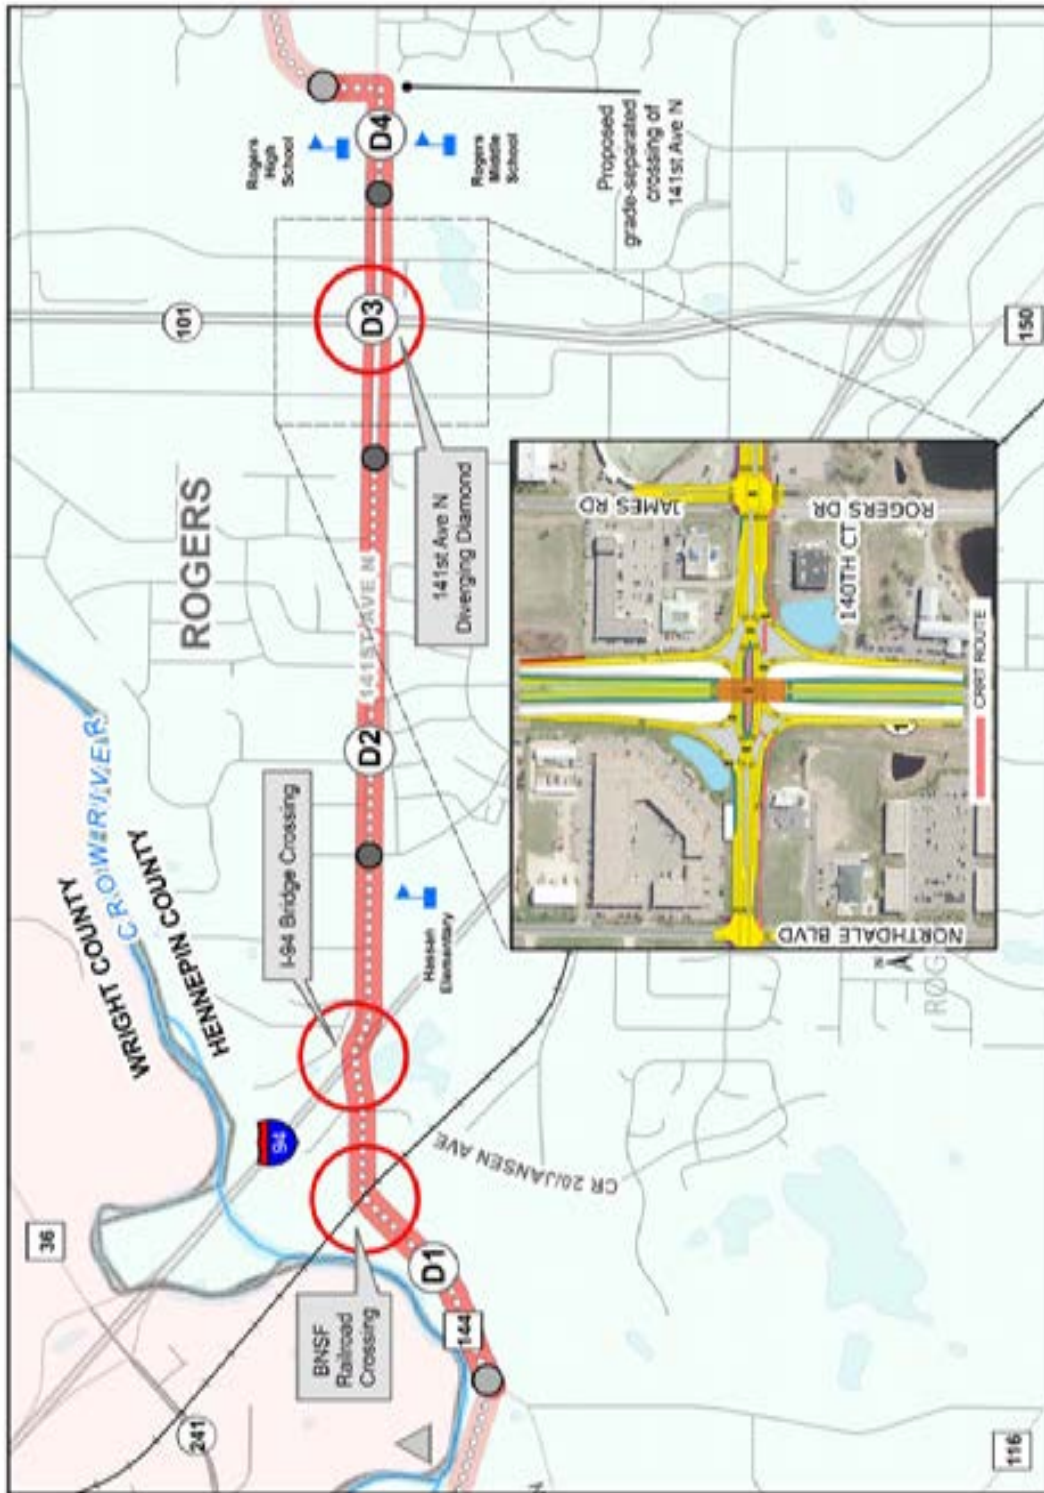 Rogers
High
School
D4
Rogers
Middle
School
Proposed
grade-separated
crossing of
141st Ave N
101
D3
150
ROGERS
141st Ave N
Diverging Diamond
141ST AVE N
D2
I-94 Bridge Crossing
Hassan
Elementary
WRIGHT COUNTY
CROW RIVER
HENNEPIN COUNTY
94
36
CR 20/JANSEN AVE
BNSF
Railroad
Crossing
D1
144
241
116
JAMES RD
ROGERS DR
140TH CT
NORTHDALE BLVD
CRRT ROUTE